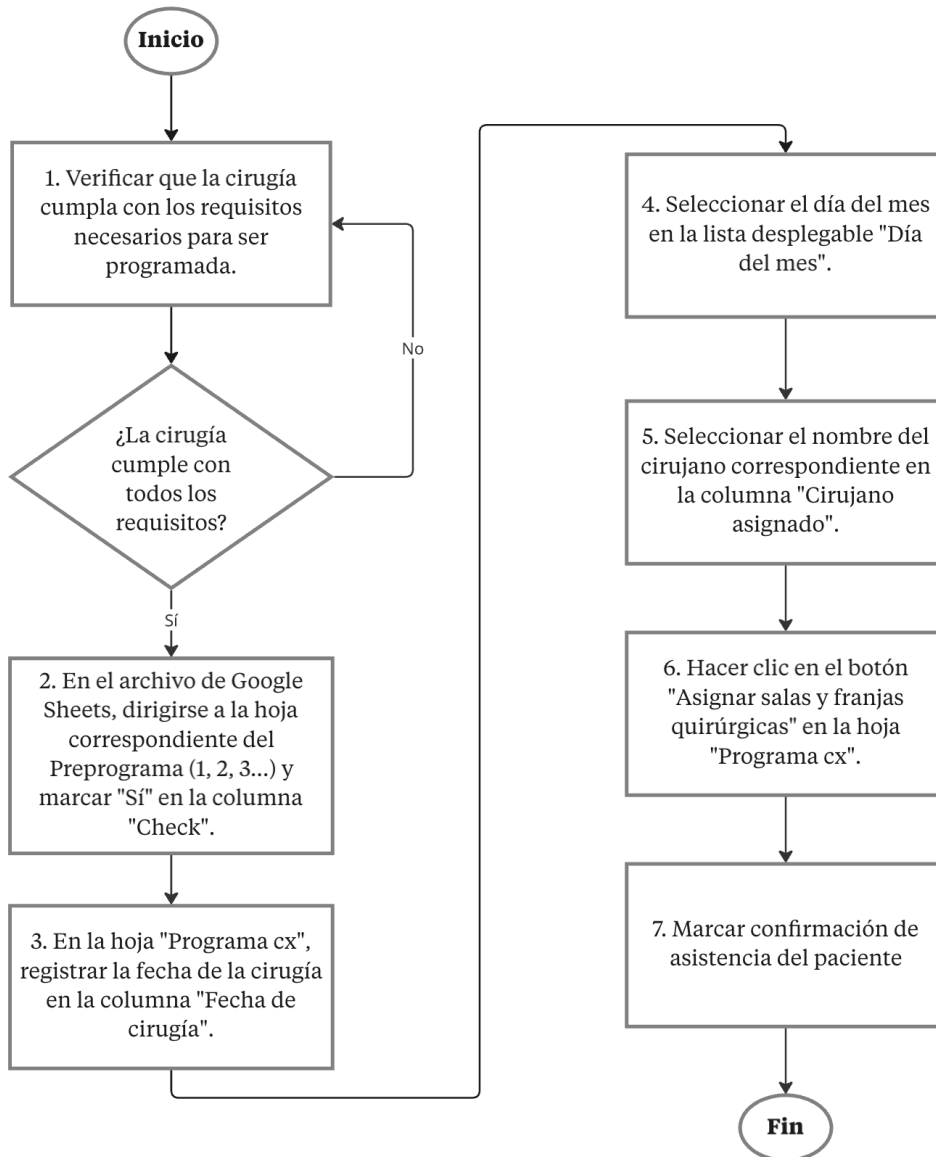 Inicio
1. Verificar que la cirugía
cumpla con los requisitos
necesarios para ser
programada.
No
¿La cirugía
cumple con
todos los
requisitos?
Sí
2. En el archivo de Google
Sheets, dirigirse a la hoja
correspondiente del
Preprograma (1, 2, 3...) y
marcar "Sí" en la columna
"Check".
3. En la hoja "Programa cx",
registrar la fecha de la cirugía
en la columna "Fecha de
cirugía".
4. Seleccionar el día del mes
en la lista desplegable "Día
del mes".
5. Seleccionar el nombre del
cirujano correspondiente en
la columna "Cirujano
asignado".
6. Hacer clic en el botón
"Asignar salas y franjas
quirúrgicas" en la hoja
"Programa cx".
7. Marcar confirmación de
asistencia del paciente
Fin